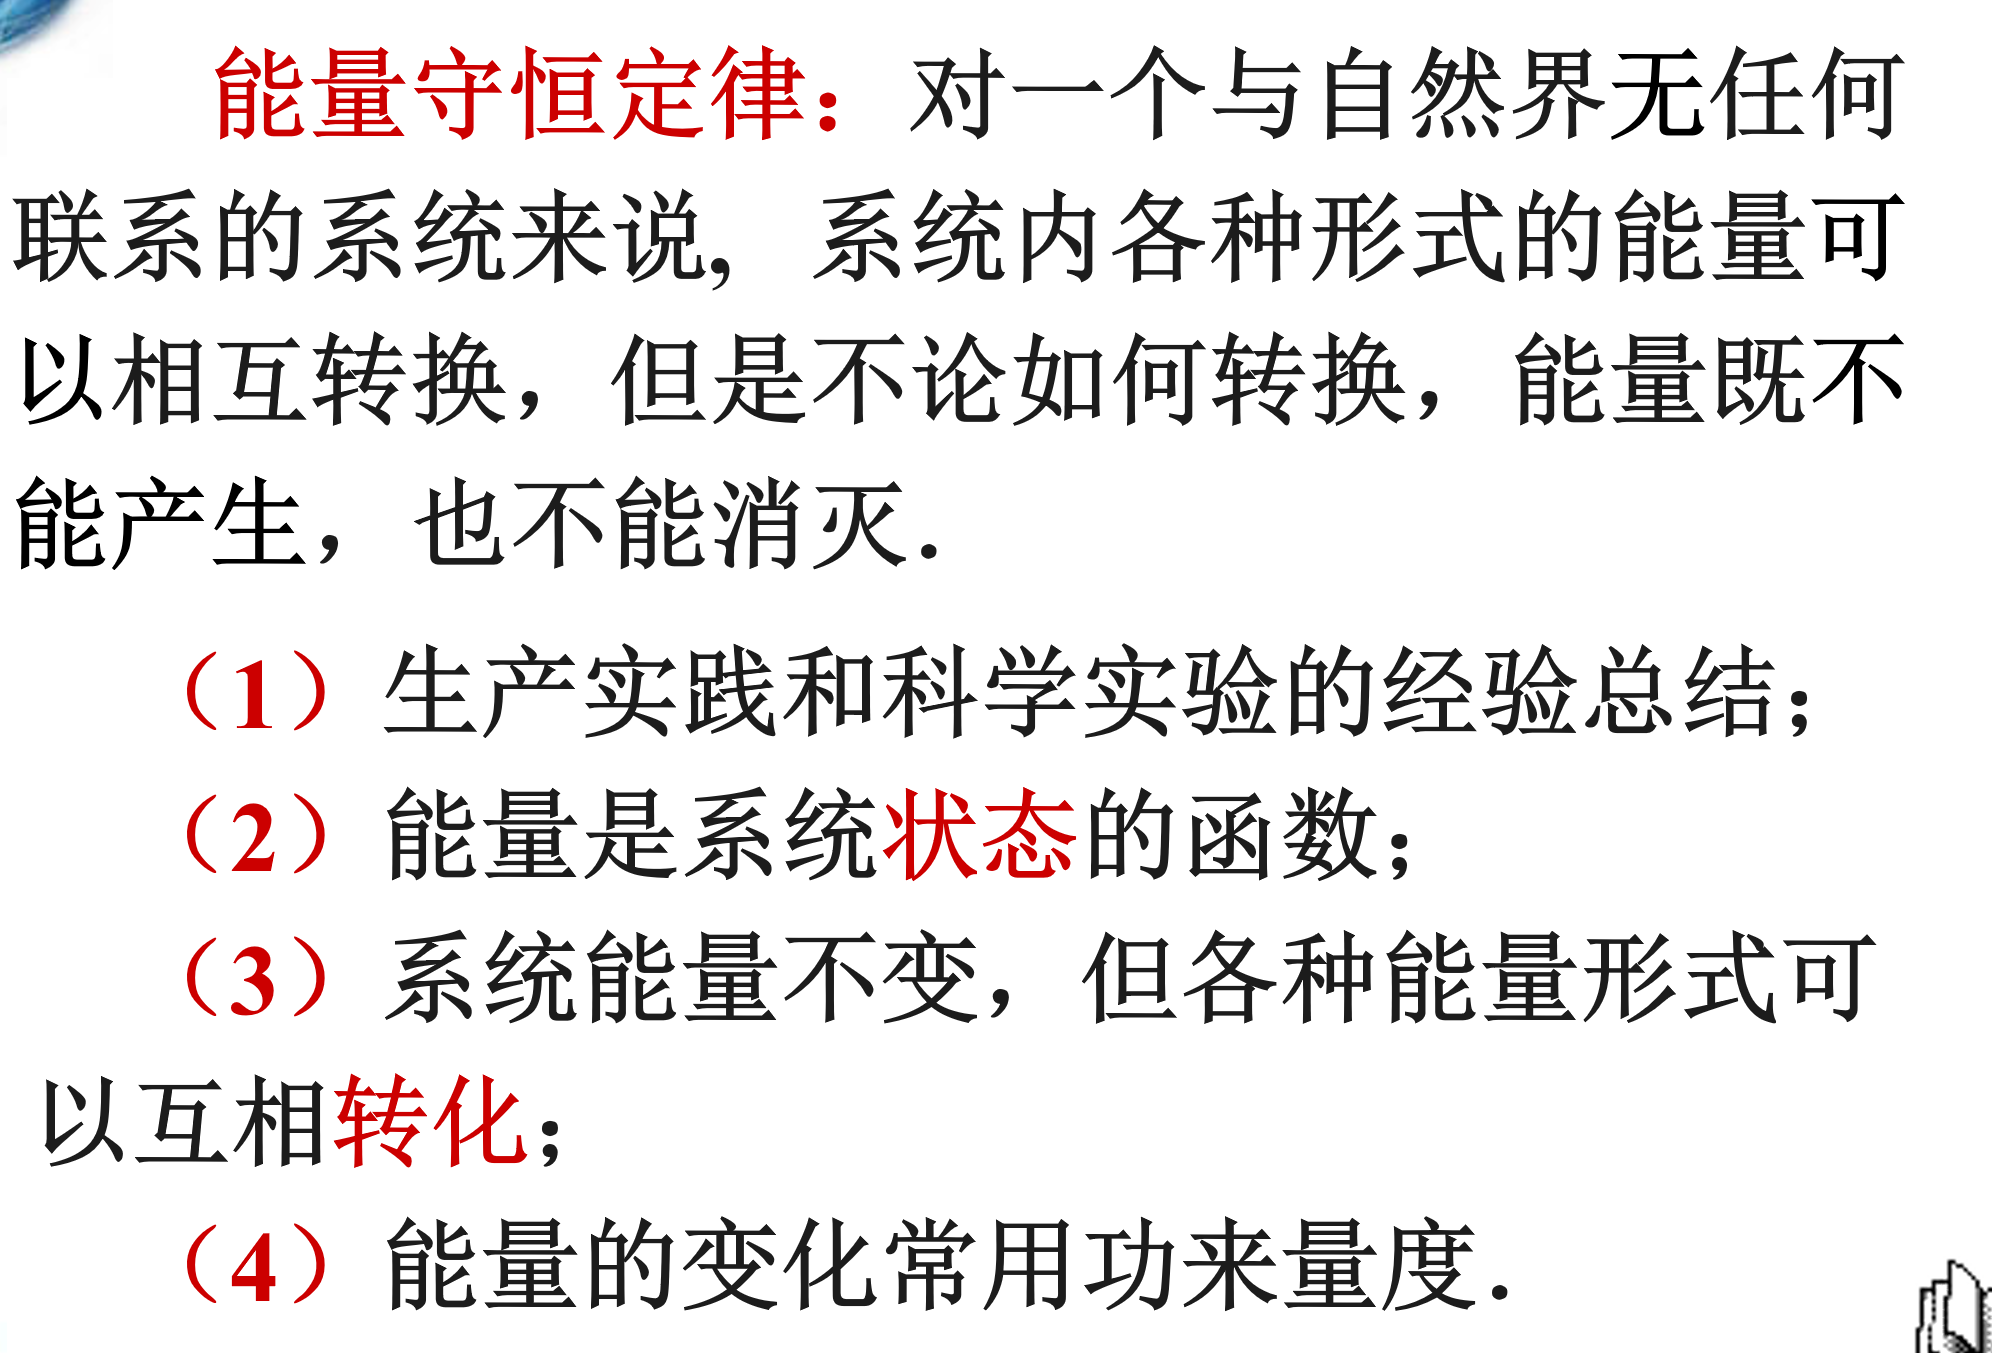 能量守恒定律：对一个与自然界无任何
联系的系统来说, 系统内各种形式的能量可
以相互转换，但是不论如何转换，能量既不
能产生，也不能消灭.
（1）生产实践和科学实验的经验总结；
（2）能量是系统状态的函数；
（3）系统能量不变，但各种能量形式可
以互相转化；
（4）能量的变化常用功来量度.